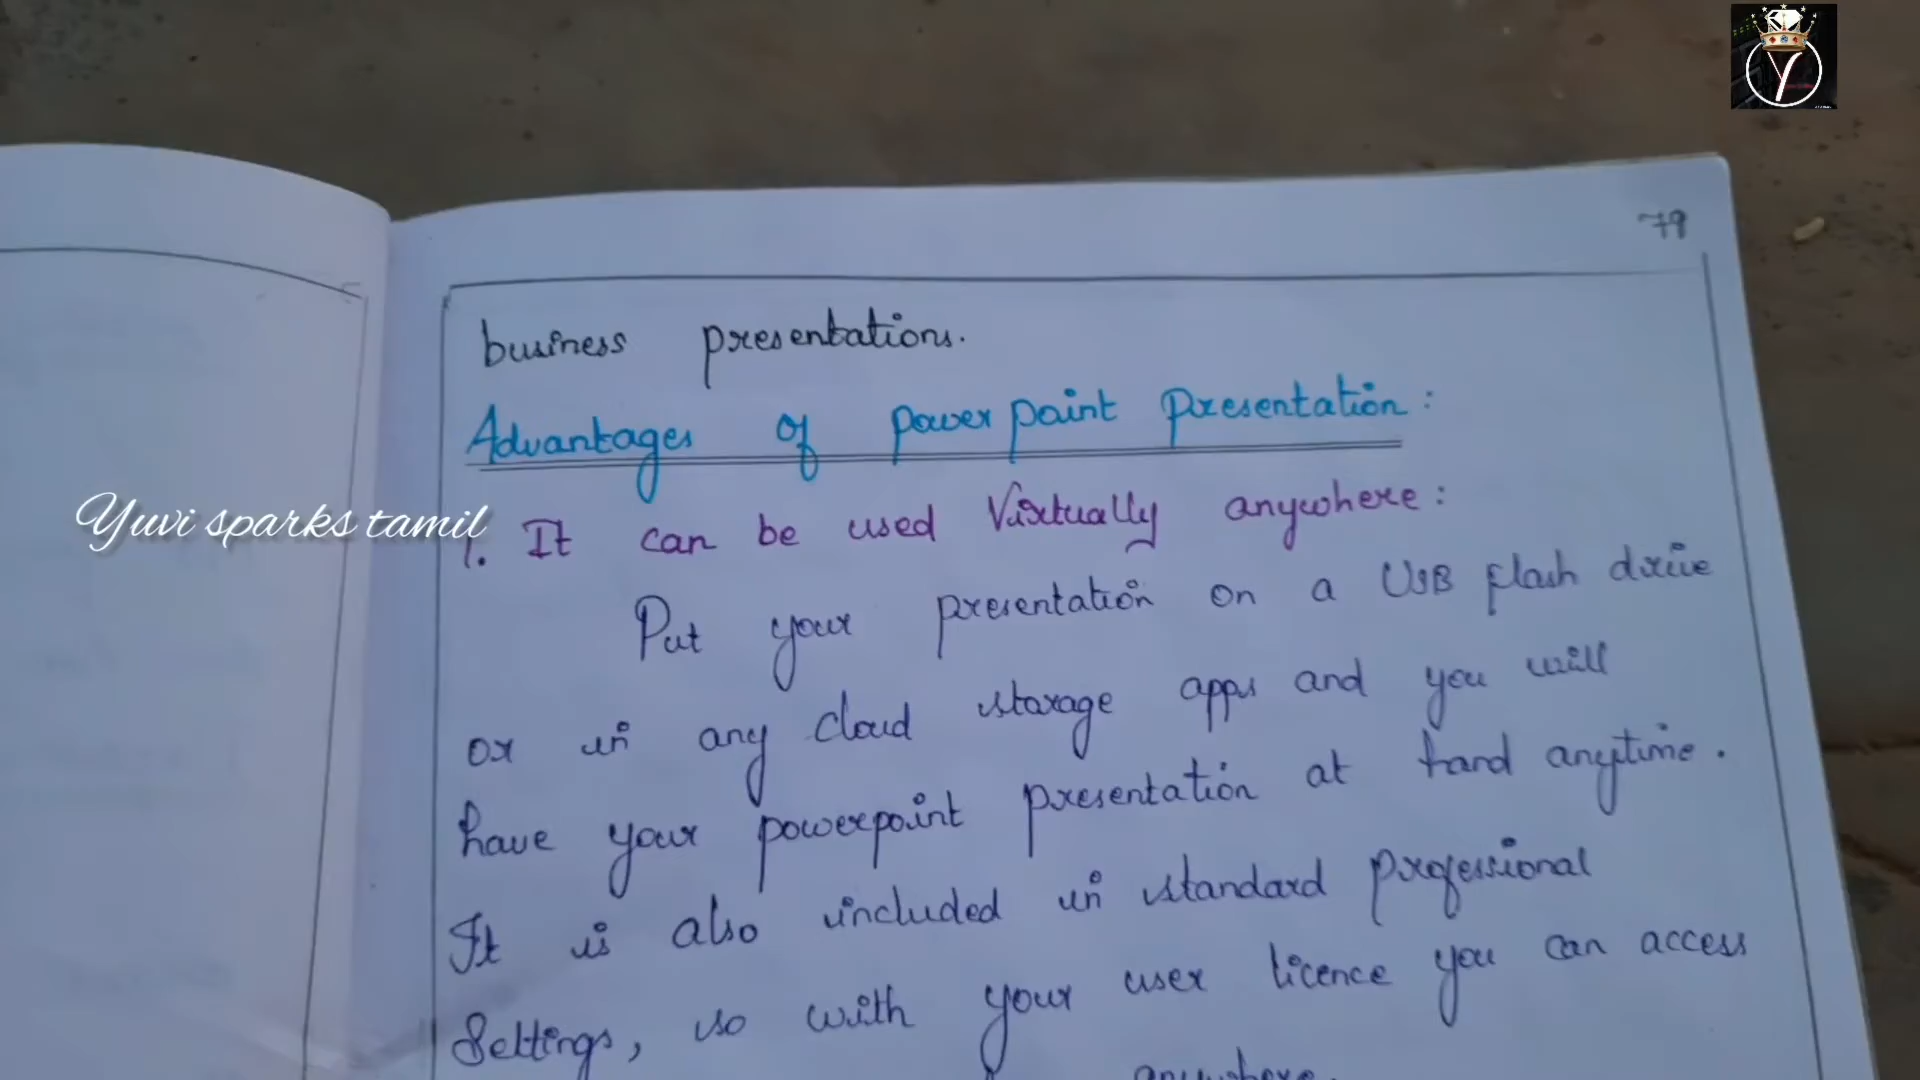 79
business presentations.
Advantages of power point Presentation:
Yuvi sparks tamil
1. It can be used Virtually anywhere:
Put your presentation on a USB flash drive
or in any cloud storage apps and you will
have your powerpoint presentation at hand anytime.
It is also included in standard professional
Settings, so with your user licence you can access
anywhere.